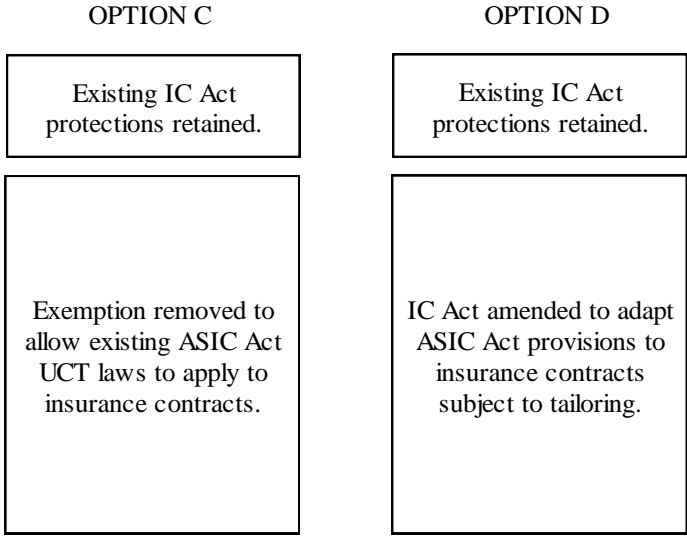 OPTION C
Existing IC Act
protections retained.
Exemption removed to
allow existing ASIC Act
UCT laws to apply to
insurance contracts.
OPTION D
Existing IC Act
protections retained.
IC Act amended to adapt
ASIC Act provisions to
insurance contracts
subject to tailoring.